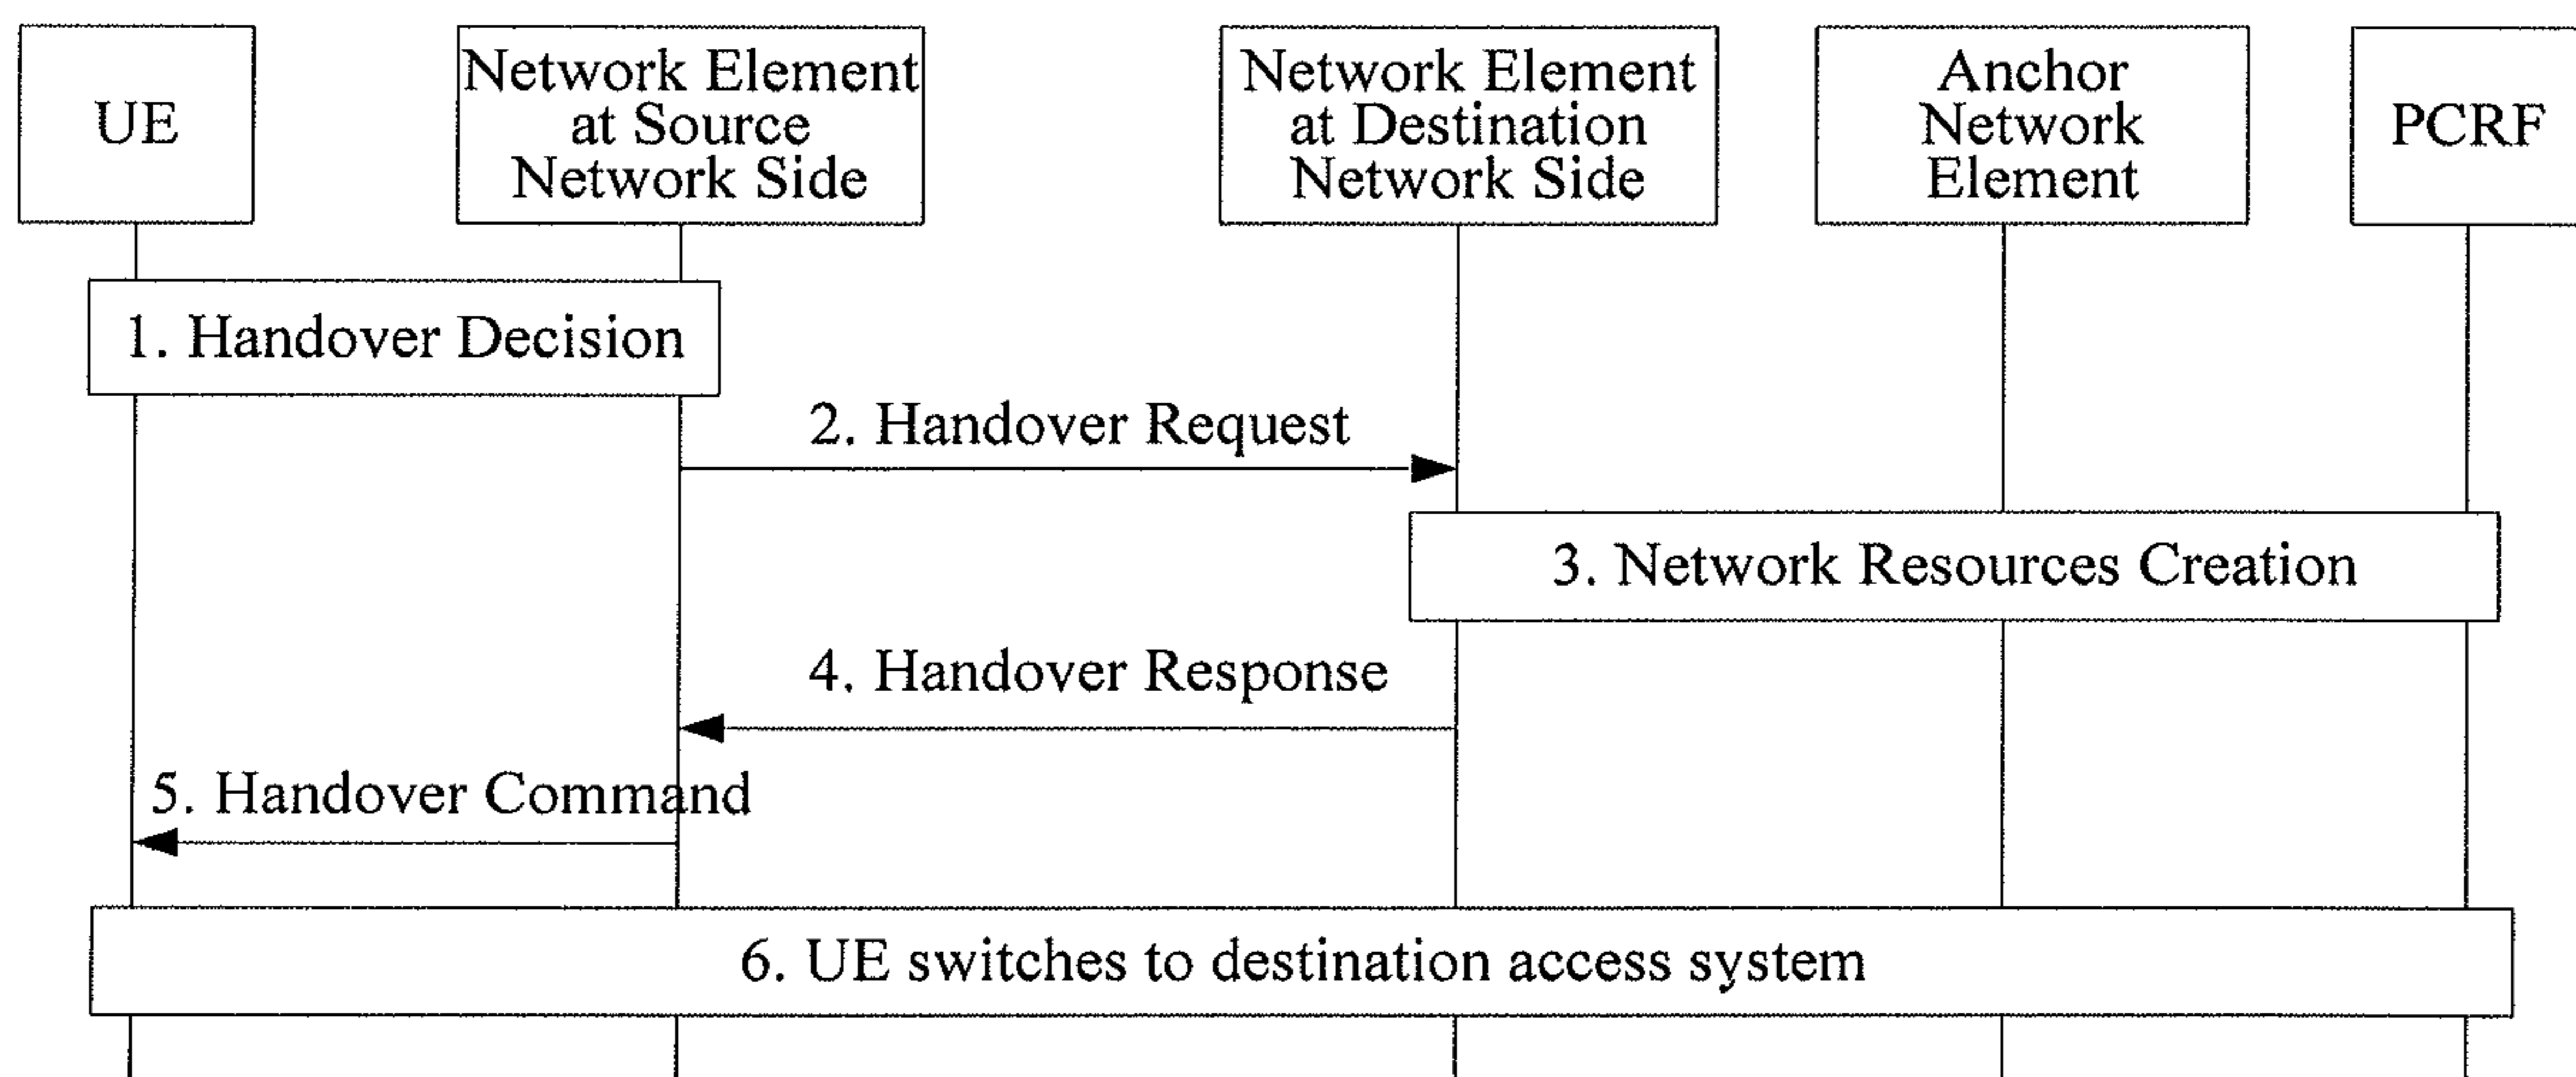 UE
Network Element
at Source
Network Side
Network Element
at Destination
Network Side
Anchor
Network
Element
PCRF
1. Handover Decision
2. Handover Request
3. Network Resources Creation
4. Handover Response
5. Handover Command
6. UE switches to destination access system